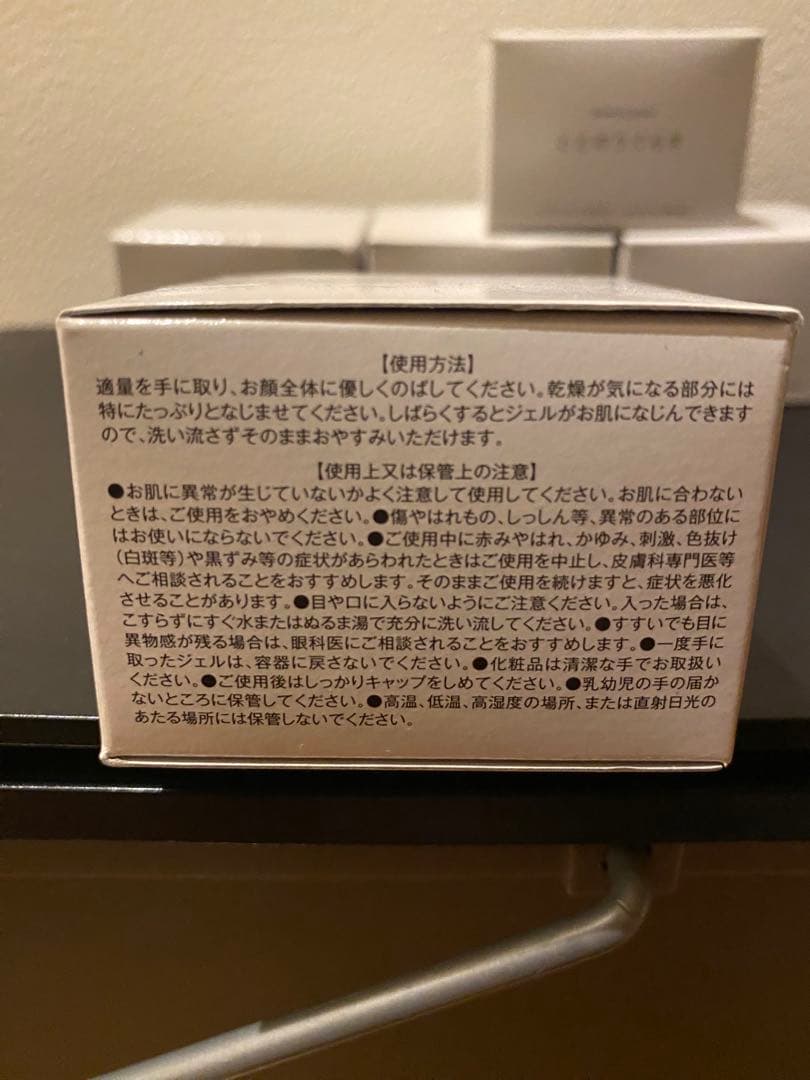 【使用方法】
適量を手に取り、お顔全体に優しくのばしてください。乾燥が気になる部分には
特にたっぷりとなじませてください。しばらくするとジェルがお肌になじんできます
ので、洗い流さずそのままおやすみいただけます。
【使用上又は保管上の注意】
●お肌に異常が生じていないかよく注意して使用してください。お肌に合わない
ときは、ご使用をおやめください。●傷やはれもの、しっしん等、異常のある部位に
はお使いにならないでください。●ご使用中に赤みやはれ、かゆみ、刺激、色抜け
(白斑等)や黒ずみ等の症状があらわれたときはご使用を中止し、皮膚科専門医等
へご相談されることをおすすめします。そのままご使用を続けますと、症状を悪化
させることがあります。●目や口に入らないようにご注意ください。入った場合は、
こすらずにすぐ水またはぬるま湯で充分に洗い流してください。●すすいでも目に
異物感が残る場合は、眼科医にご相談されることをおすすめします。●一度手に
取ったジェルは、容器に戻さないでください。●化粧品は清潔な手でお取扱い
ください。●ご使用後はしっかりキャップをしめてください。●乳幼児の手の届か
ないところに保管してください。●高温、低温、高湿度の場所、または直射日光の
あたる場所には保管しないでください。